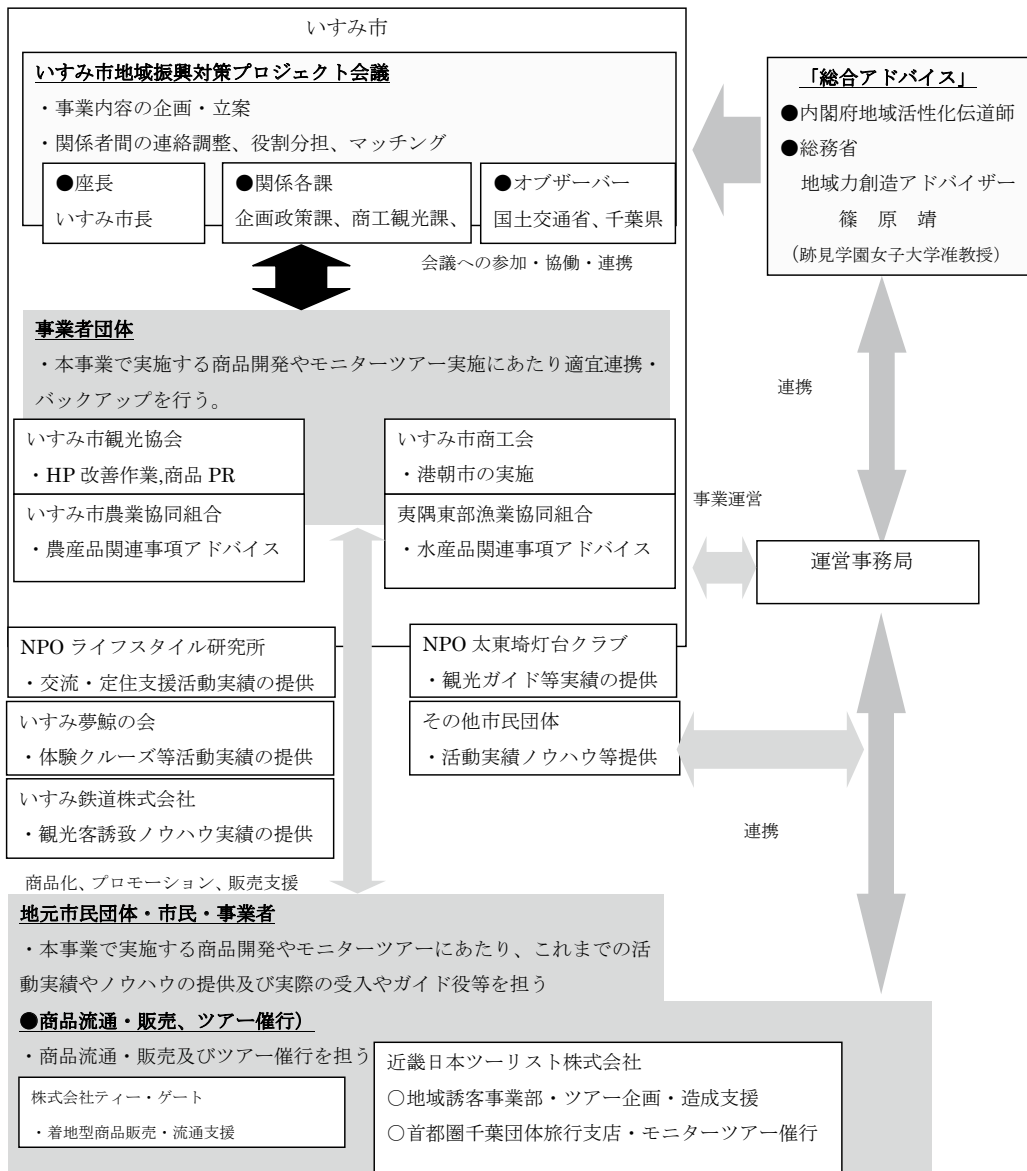 いすみ市
いすみ市地域振興対策プロジェクト会議
・事業内容の企画・立案
・関係者間の連絡調整、役割分担、マッチング
●座長
いすみ市長
●関係各課
企画政策課、商工観光課、
●オブザーバー
国土交通省、千葉県
「総合アドバイス」
●内閣府地域活性化伝道師
●総務省
地域力創造アドバイザー
篠 原 靖
(跡見学園女子大学准教授)
会議への参加・協働・連携
事業者団体
・本事業で実施する商品開発やモニターツアー実施にあたり適宜連携・
バックアップを行う。
いすみ市観光協会
・HP 改善作業,商品 PR
いすみ市商工会
・港朝市の実施
いすみ市農業協同組合
・農産品関連事項アドバイス
夷隅東部漁業協同組合
・水産品関連事項アドバイス
連携
事業運営
運営事務局
NPO ライフスタイル研究所
・交流・定住支援活動実績の提供
NPO 太東埼灯台クラブ
・観光ガイド等実績の提供
いすみ夢鯨の会
・体験クルーズ等活動実績の提供
その他市民団体
・活動実績ノウハウ等提供
いすみ鉄道株式会社
・観光客誘致ノウハウ実績の提供
連携
商品化、プロモーション、販売支援
地元市民団体・市民・事業者
・本事業で実施する商品開発やモニターツアーにあたり、これまでの活
動実績やノウハウの提供及び実際の受入やガイド役等を担う
●商品流通・販売、ツアー催行)
・商品流通・販売及びツアー催行を担う
株式会社ティー・ゲート
・着地型商品販売・流通支援
近畿日本ツーリスト株式会社
○地域誘客事業部・ツアー企画・造成支援
○首都圏千葉団体旅行支店・モニターツアー催行